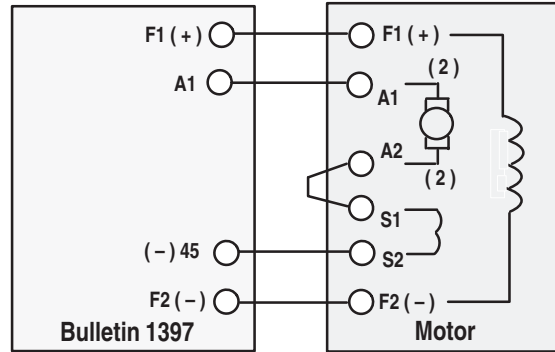 F1 ( + )
A1
( – ) 45
F2 ( – )
Bulletin 1397
F1 ( + )
( 2 )
A1
A2
( 2 )
S1
S2
F2 ( – )
Motor